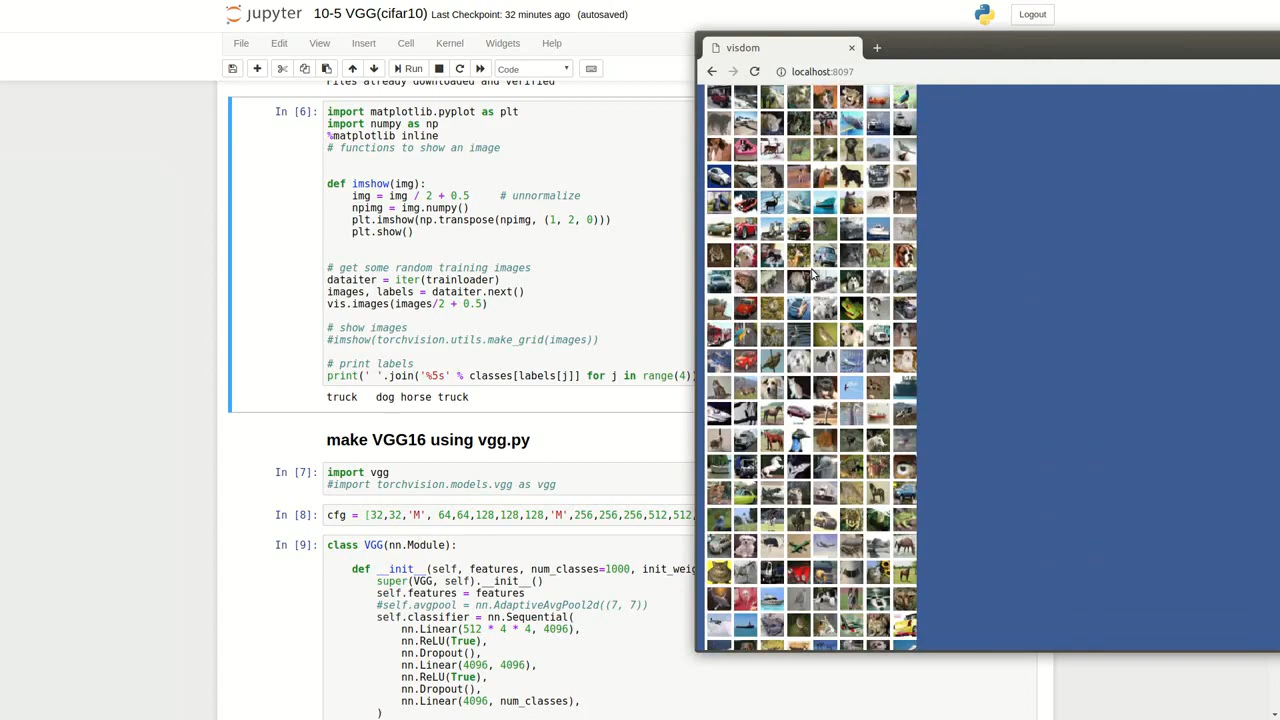 jupyter 10-5 VGG(cifar10) Last Checkpoint: 32 minutes ago (autosaved)
Logout
File Edit View Insert Cell Kernel Widgets Help
Run Code
Files already downloaded and verified
In [6]: import matplotlib.pyplot as plt
import numpy as np
%matplotlib inline
# functions to show an image
def imshow(img):
img = img / 2 + 0.5 # unnormalize
npimg = img.numpy()
plt.imshow(np.transpose(npimg, (1, 2, 0)))
plt.show()
# get some random training images
dataiter = iter(trainloader)
images, labels = dataiter.next()
vis.images(images/2 + 0.5)
# show images
#imshow(torchvision.utils.make_grid(images))
# print labels
print(' '.join('%5s' % classes[labels[j]] for j in range(4))
truck dog horse truck
make VGG16 using vgg.py
In [7]: import vgg
#import torchvision.models.vgg as vgg
In [8]: cfg = [32,32,'M', 64,64,128,128,128,'M',256,256,256,512,512,
In [9]: class VGG(nn.Module):
def __init__(self, features, num_classes=1000, init_weig
super(VGG, self).__init__()
self.features = features
#self.avgpool = nn.AdaptiveAvgPool2d((7, 7))
self.classifier = nn.Sequential(
nn.Linear(512 * 4 * 4, 4096),
nn.ReLU(True),
nn.Dropout(),
nn.Linear(4096, 4096),
nn.ReLU(True),
nn.Dropout(),
nn.Linear(4096, num_classes),
)
visdom
localhost:8097